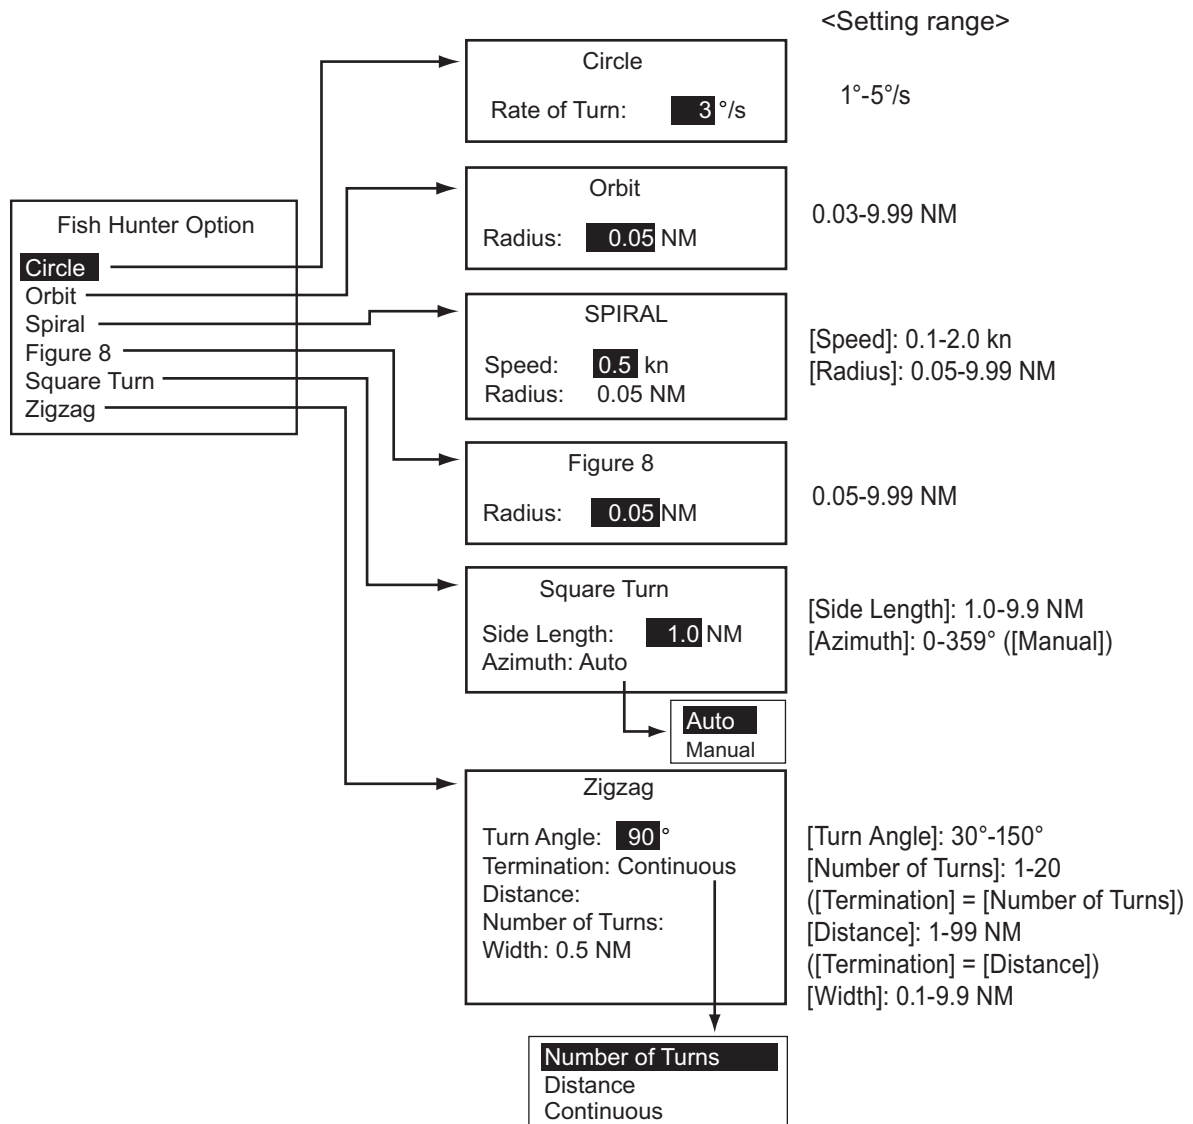 <Setting range>
Circle
Rate of Turn: 3 °/s
1°-5°/s
Orbit
Radius: 0.05 NM
0.03-9.99 NM
Fish Hunter Option
Circle
Orbit
Spiral
Figure 8
Square Turn
Zigzag
SPIRAL
Speed: 0.5 kn
Radius: 0.05 NM
[Speed]: 0.1-2.0 kn
[Radius]: 0.05-9.99 NM
Figure 8
Radius: 0.05 NM
0.05-9.99 NM
Square Turn
Side Length: 1.0 NM
Azimuth: Auto
[Side Length]: 1.0-9.9 NM
[Azimuth]: 0-359° ([Manual])
Auto
Manual
Zigzag
Turn Angle: 90 °
Termination: Continuous
Distance:
Number of Turns:
Width: 0.5 NM
[Turn Angle]: 30°-150°
[Number of Turns]: 1-20
([Termination] = [Number of Turns])
[Distance]: 1-99 NM
([Termination] = [Distance])
[Width]: 0.1-9.9 NM
Number of Turns
Distance
Continuous